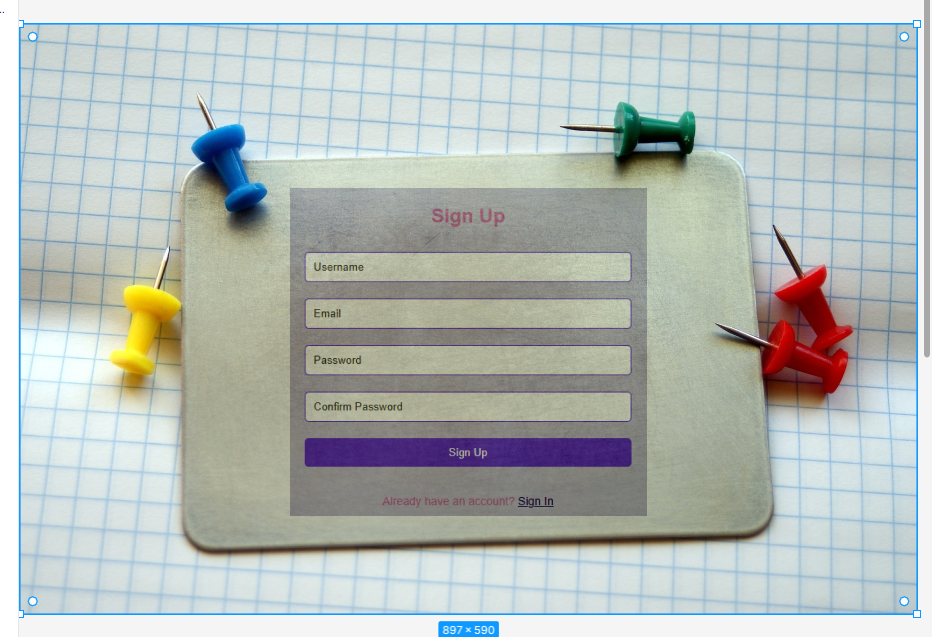 ..
Sign Up
Username
Email
Password
Confirm Password
Sign Up
Already have an account? Sign In
897 × 590